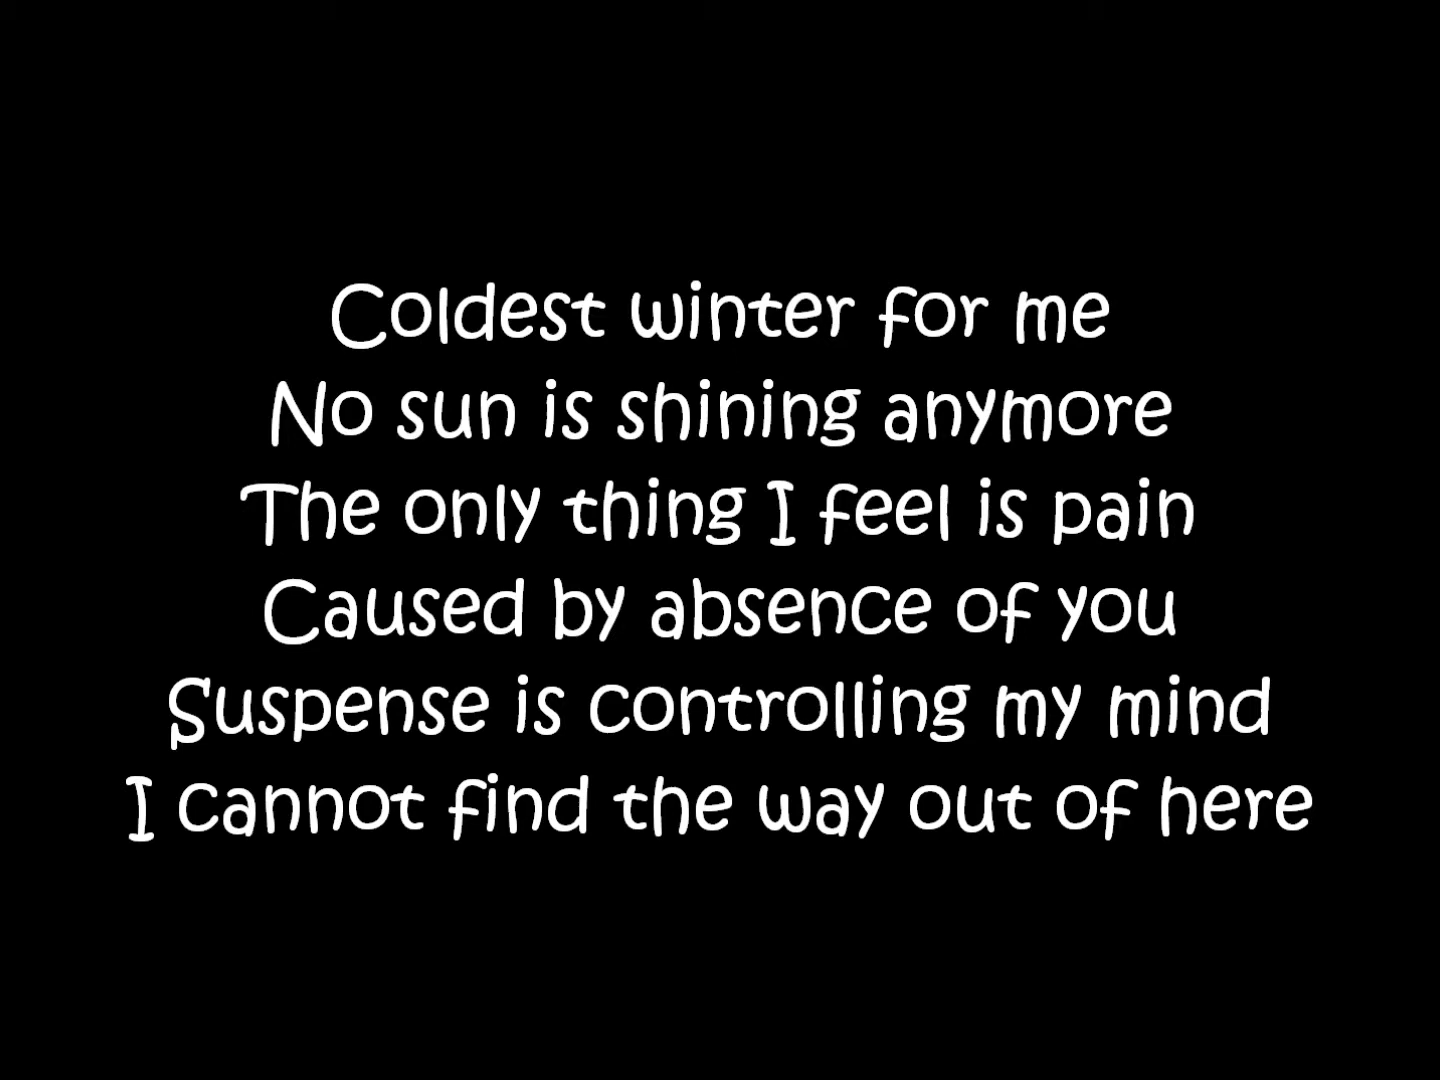 Coldest winter for me
No sun is shining anymore
The only thing I feel is pain
Caused by absence of you
Suspense is controlling my mind
I cannot find the way out of here